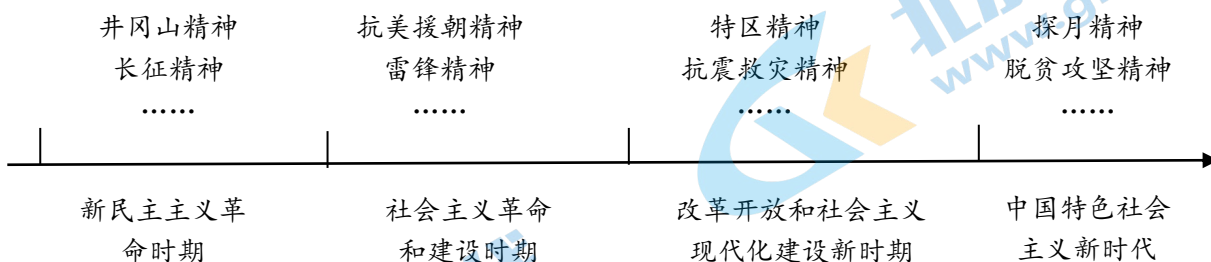 井冈山精神 抗美援朝精神 特区精神 探月精神
长征精神 雷锋精神 抗震救灾精神 脱贫攻坚精神
…… …… …… ……
新民主主义革 社会主义革命 改革开放和社会主义 中国特色社会
命时期 和建设时期 现代化建设新时期 主义新时代